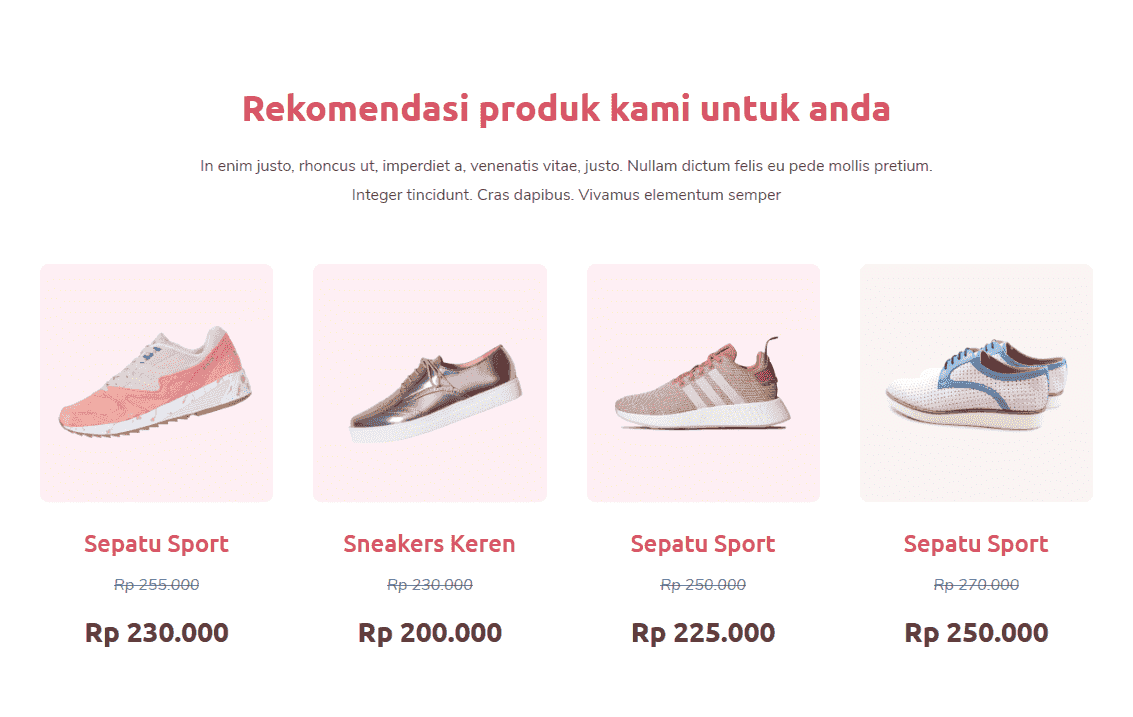 Rekomendasi produk kami untuk anda
In enim justo, rhoncus ut, imperdiet a, venenatis vitae, justo. Nullam dictum felis eu pede mollis pretium.
Integer tincidunt. Cras dapibus. Vivamus elementum semper
Sepatu Sport
Rp 255.000
Rp 230.000
Sneakers Keren
Rp 230.000
Rp 200.000
Sepatu Sport
Rp 250.000
Rp 225.000
Sepatu Sport
Rp 270.000
Rp 250.000